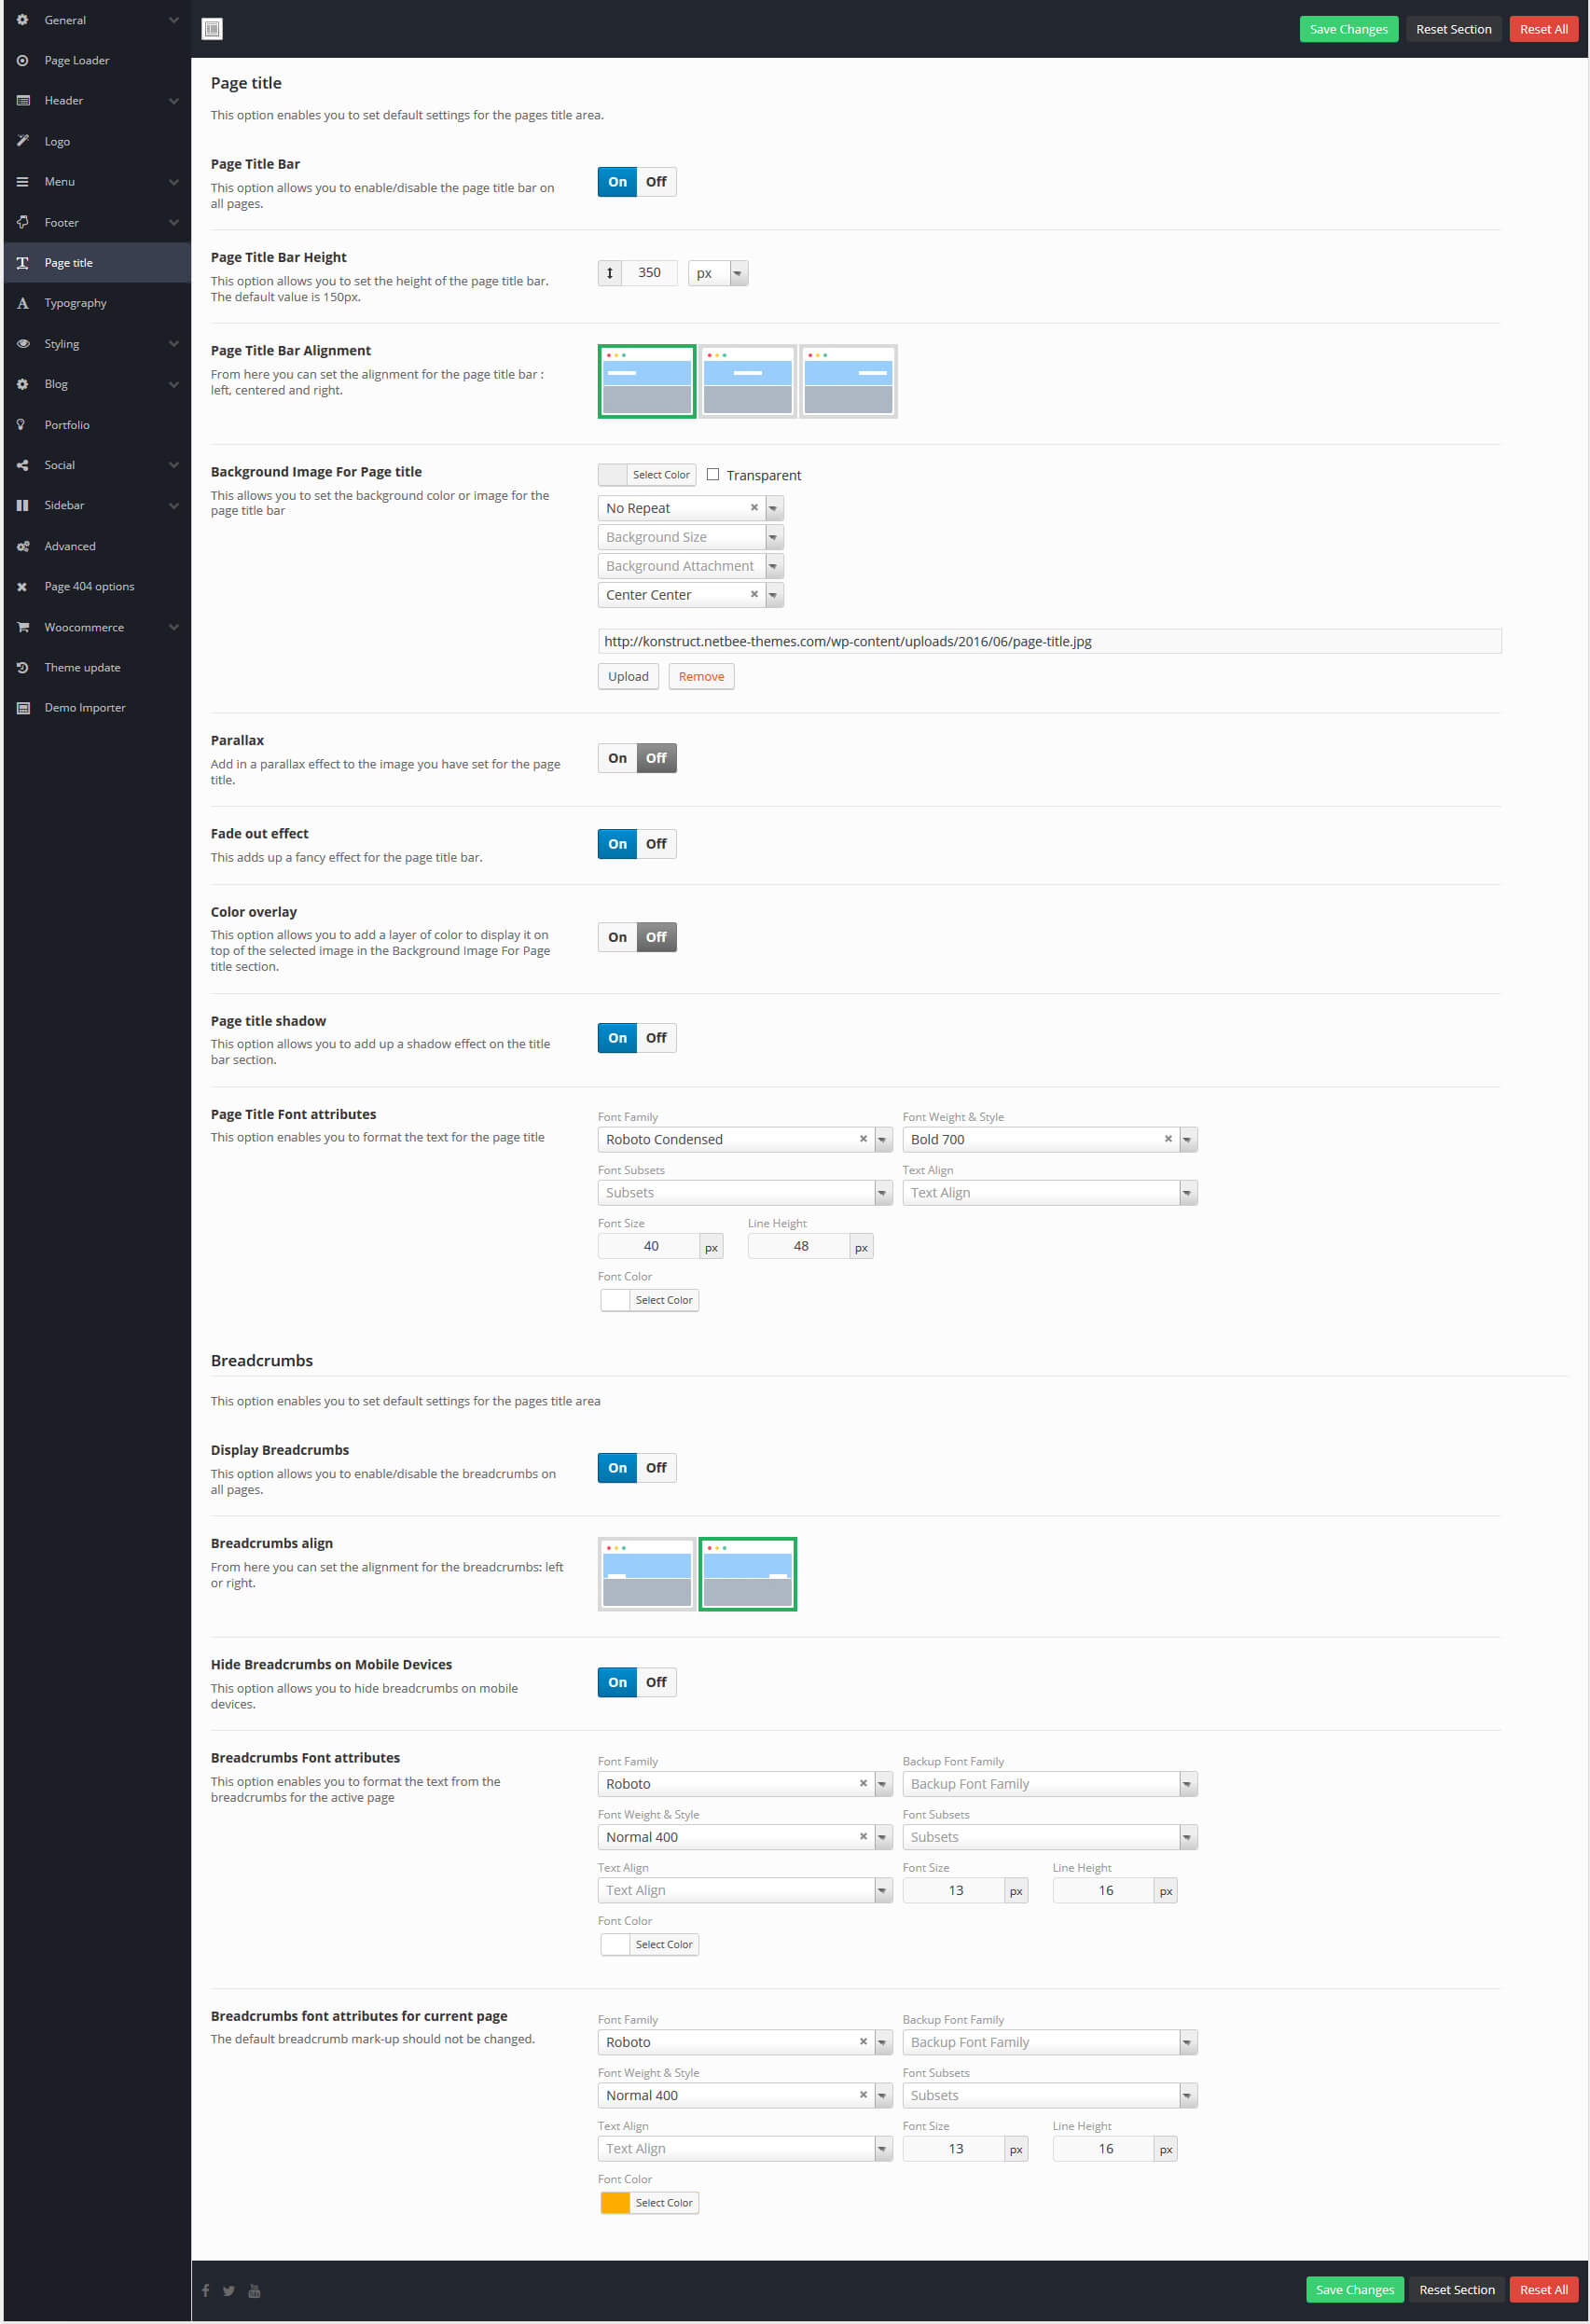 General
Page Loader
Header
Logo
Menu
Footer
Page title
Typography
Styling
Blog
Portfolio
Social
Sidebar
Advanced
Page 404 options
Woocommerce
Theme update
Demo Importer
Save Changes Reset Section Reset All
Page title
This option enables you to set default settings for the pages title area.
Page Title Bar
This option allows you to enable/disable the page title bar on
all pages.
On Off
Page Title Bar Height
This option allows you to set the height of the page title bar.
The default value is 150px.
350 px
Page Title Bar Alignment
From here you can set the alignment for the page title bar :
left, centered and right.
Background Image For Page title
This allows you to set the background color or image for the
page title bar
Select Color Transparent
No Repeat
Background Size
Background Attachment
Center Center
http://konstruct.netbee-themes.com/wp-content/uploads/2016/06/page-title.jpg
Upload Remove
Parallax
Add in a parallax effect to the image you have set for the page
title.
On Off
Fade out effect
This adds up a fancy effect for the page title bar.
On Off
Color overlay
This option allows you to add a layer of color to display it on
top of the selected image in the Background Image For Page
title section.
On Off
Page title shadow
This option allows you to add up a shadow effect on the title
bar section.
On Off
Page Title Font attributes
This option enables you to format the text for the page title
Font Family Font Weight & Style
Roboto Condensed Bold 700
Font Subsets Text Align
Subsets Text Align
Font Size Line Height
40 px 48 px
Font Color
Select Color
Breadcrumbs
This option enables you to set default settings for the pages title area
Display Breadcrumbs
This option allows you to enable/disable the breadcrumbs on
all pages.
On Off
Breadcrumbs align
From here you can set the alignment for the breadcrumbs: left
or right.
Hide Breadcrumbs on Mobile Devices
This option allows you to hide breadcrumbs on mobile
devices.
On Off
Breadcrumbs Font attributes
This option enables you to format the text from the
breadcrumbs for the active page
Font Family Backup Font Family
Roboto Backup Font Family
Font Weight & Style Font Subsets
Normal 400 Subsets
Text Align Font Size Line Height
Text Align 13 px 16 px
Font Color
Select Color
Breadcrumbs font attributes for current page
The default breadcrumb mark-up should not be changed.
Font Family Backup Font Family
Roboto Backup Font Family
Font Weight & Style Font Subsets
Normal 400 Subsets
Text Align Font Size Line Height
Text Align 13 px 16 px
Font Color
Select Color
Save Changes Reset Section Reset All